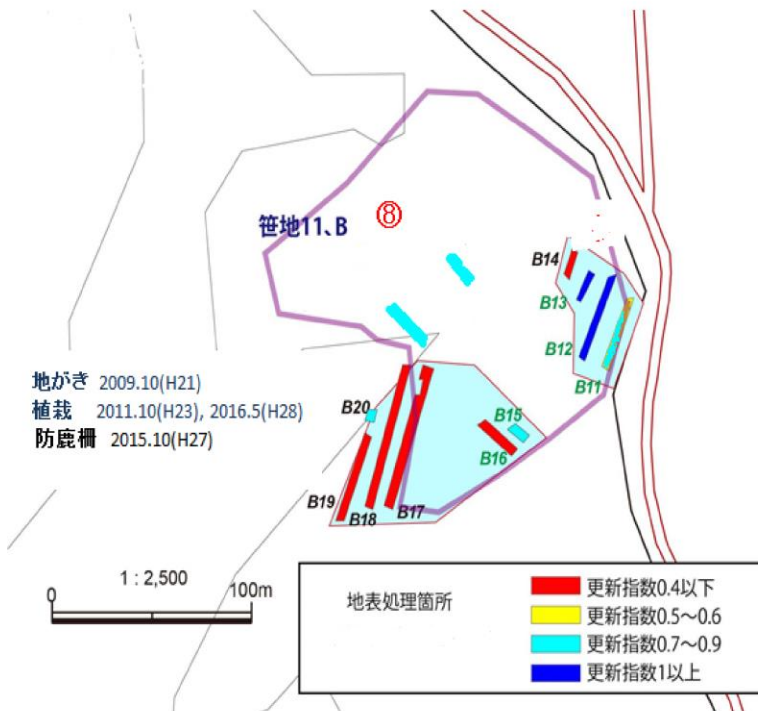 ⑧
笹地11、B
B14
B13
B12
B11
地がき 2009.10(H21)
植栽 2011.10(H23), 2016.5(H28)
防鹿柵 2015.10(H27)
B20
B15
B16
B19
B18
B17
1：2,500
0
100m
地表処理箇所
更新指数0.4以下
更新指数0.5〜0.6
更新指数0.7〜0.9
更新指数1以上